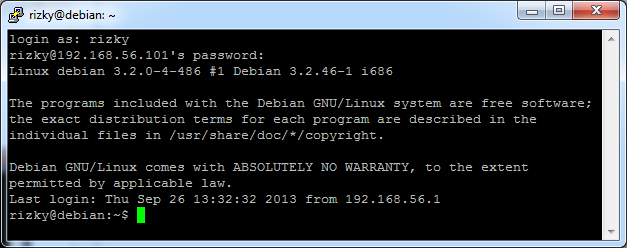 rizky@debian: ~
login as: rizky
rizky@192.168.56.101's password:
Linux debian 3.2.0-4-486 #1 Debian 3.2.46-1 i686
The programs included with the Debian GNU/Linux system are free software;
the exact distribution terms for each program are described in the
individual files in /usr/share/doc/*/copyright.
Debian GNU/Linux comes with ABSOLUTELY NO WARRANTY, to the extent
permitted by applicable law.
Last login: Thu Sep 26 13:32:32 2013 from 192.168.56.1
rizky@debian:~$